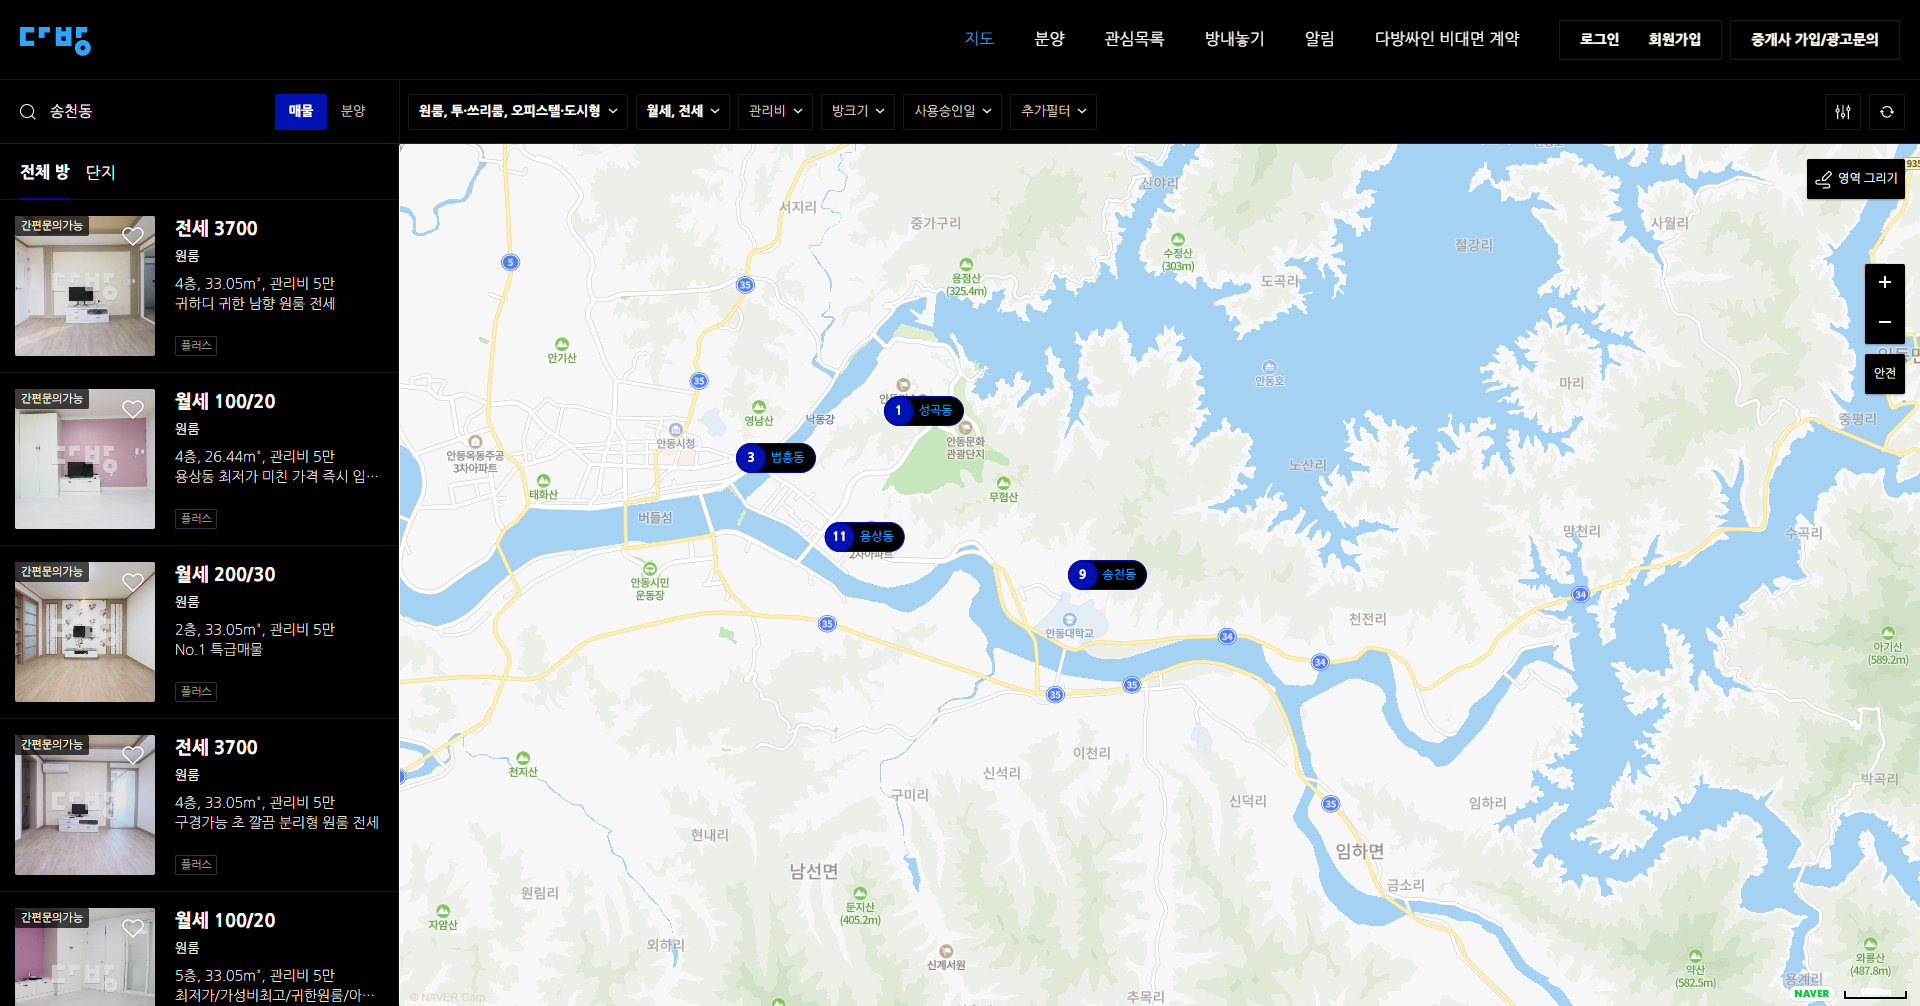 다방
지도
분양
관심목록
방내놓기
알림
다방싸인 비대면 계약
로그인
회원가입
중개사 가입/광고문의
송천동
매물
분양
원룸, 투·쓰리룸, 오피스텔·도시형
월세, 전세
관리비
방크기
사용승인일
추가필터
전체 방
단지
간편문의가능
전세 3700
원룸
4층, 33.05m², 관리비 5만
귀하디 귀한 남향 원룸 전세
플러스
간편문의가능
월세 100/20
원룸
4층, 26.44m², 관리비 5만
용상동 최저가 미친 가격 즉시 입…
플러스
간편문의가능
월세 200/30
원룸
2층, 33.05m², 관리비 5만
No.1 특급매물
플러스
간편문의가능
전세 3700
원룸
4층, 33.05m², 관리비 5만
구경가능 초 깔끔 분리형 원룸 전세
플러스
간편문의가능
월세 100/20
원룸
5층, 33.05m², 관리비 5만
최저가/가성비최고/귀한원룸/아…
영역 그리기
935
안전
산야리
서지리
중가구리
사월리
절강리
수정산
(303m)
용점산
(325.4m)
도곡리
5
35
안기산
35
안동호
마리
영남산
낙동강
1 성곡동
중평리
안동시청
안동옥동주공
3차아파트
안동문화
관광단지
3 법흥동
노산리
태화산
무협산
버들섬
11 용상동
2차아파트
망천리
수곡리
안동시민
운동장
9 송천동
34
35
안동대학교
천전리
34
34
아기산
(589.2m)
35
35
천지산
이천리
신석리
구미리
신덕리
35
임하리
박곡리
현내리
임하면
남선면
금소리
원림리
둔지산
(405.2m)
자암산
외하리
신계서원
약산
(582.5m)
와룡산
(487.8m)
용계리
추목리
© NAVER Corp.
NAVER